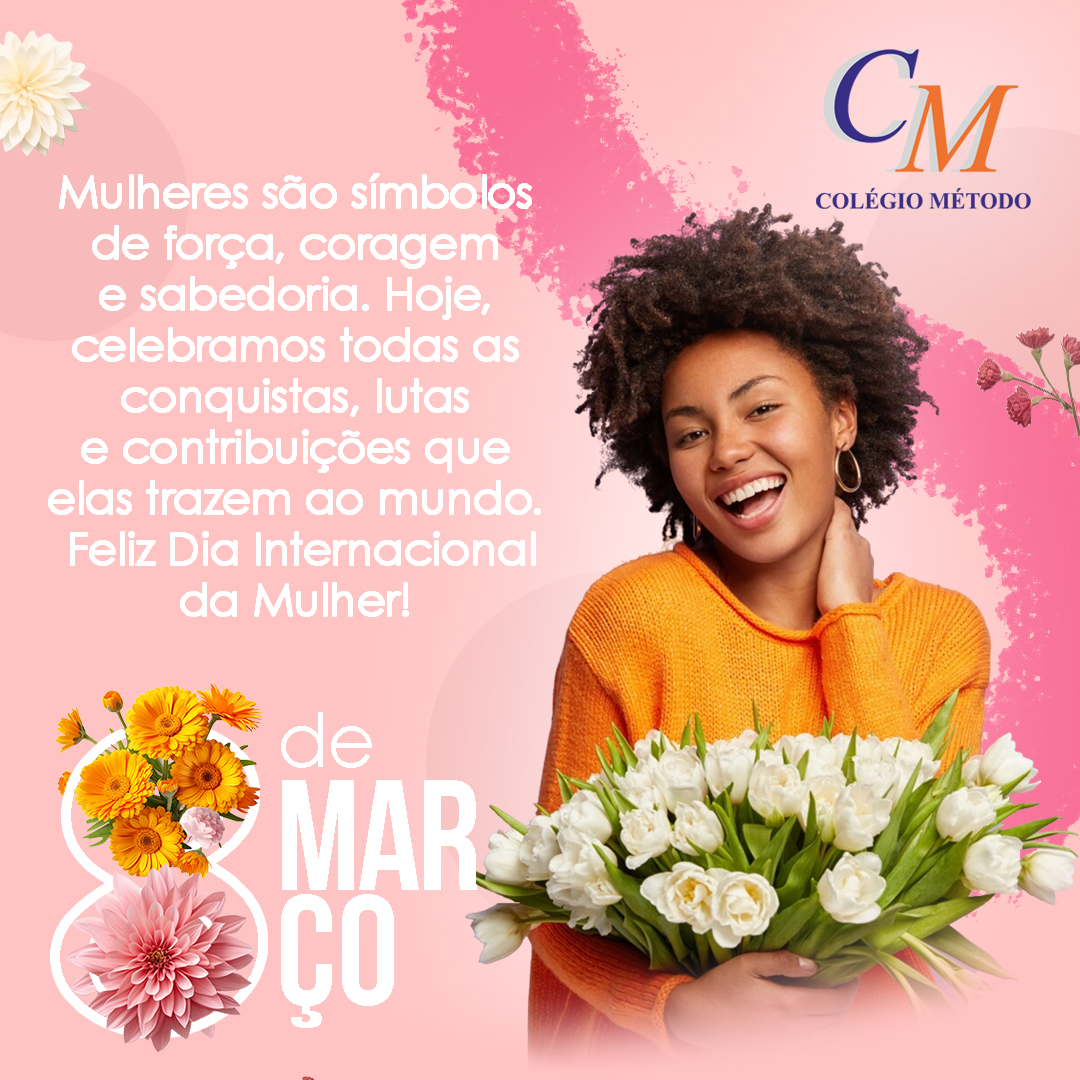 CM
COLÉGIO MÉTODO
Mulheres são símbolos
de força, coragem
e sabedoria. Hoje,
celebramos todas as
conquistas, lutas
e contribuições que
elas trazem ao mundo.
Feliz Dia Internacional
da Mulher!
8
de
MAR
ÇO